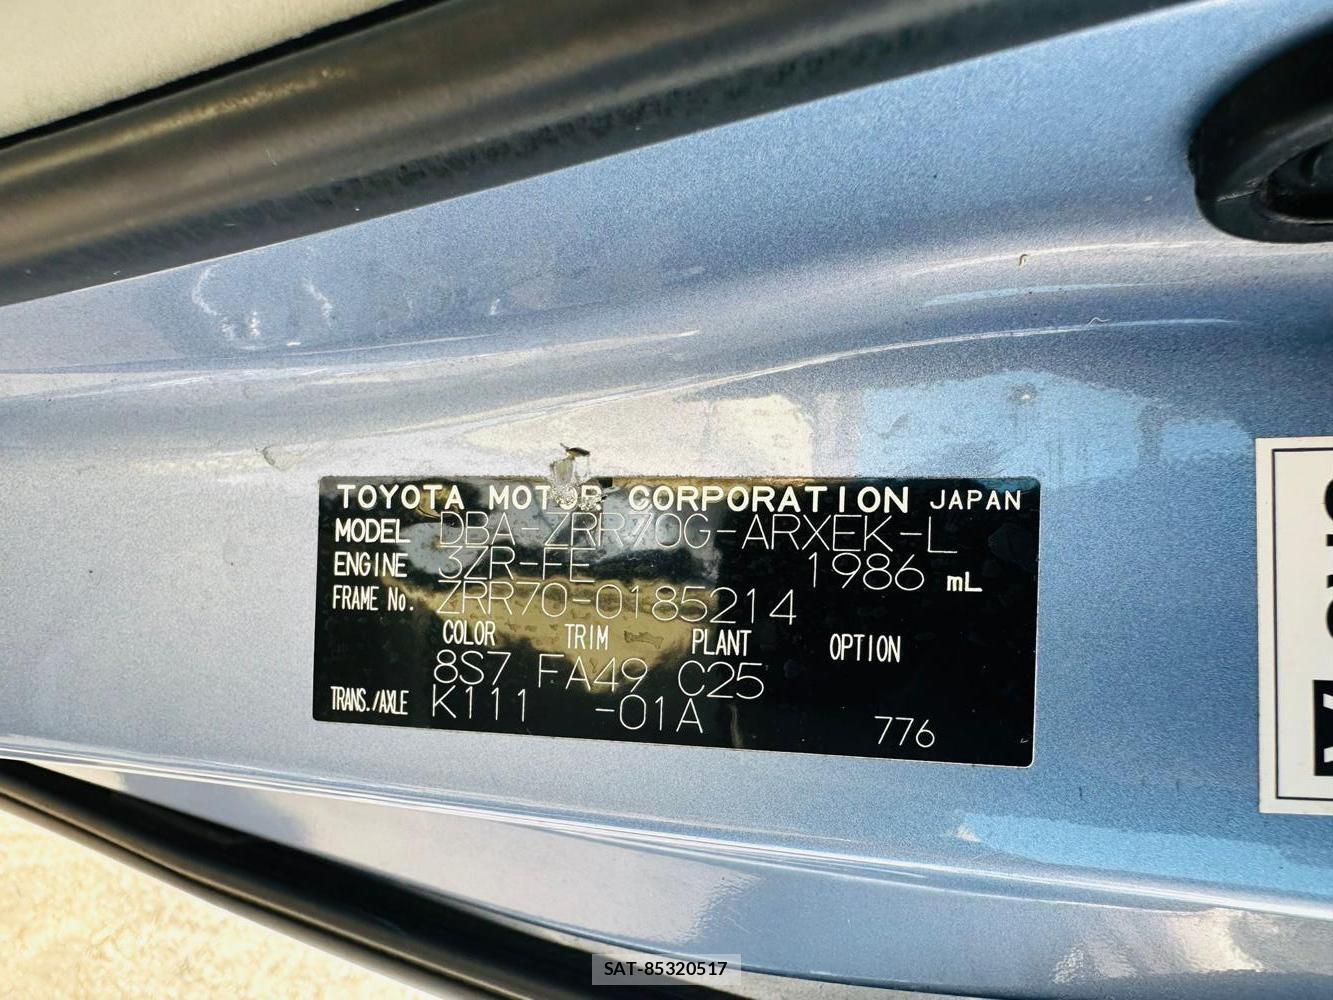 TOYOTA MOTOR CORPORATION JAPAN
MODEL DBA-ZRR70G-ARXEK-L
ENGINE 3ZR-FE 1986 mL
FRAME No. ZRR70-0185214
COLOR TRIM PLANT OPTION
8S7 FA49 C25
TRANS./AXLE K111 -01A
776
SAT-85320517